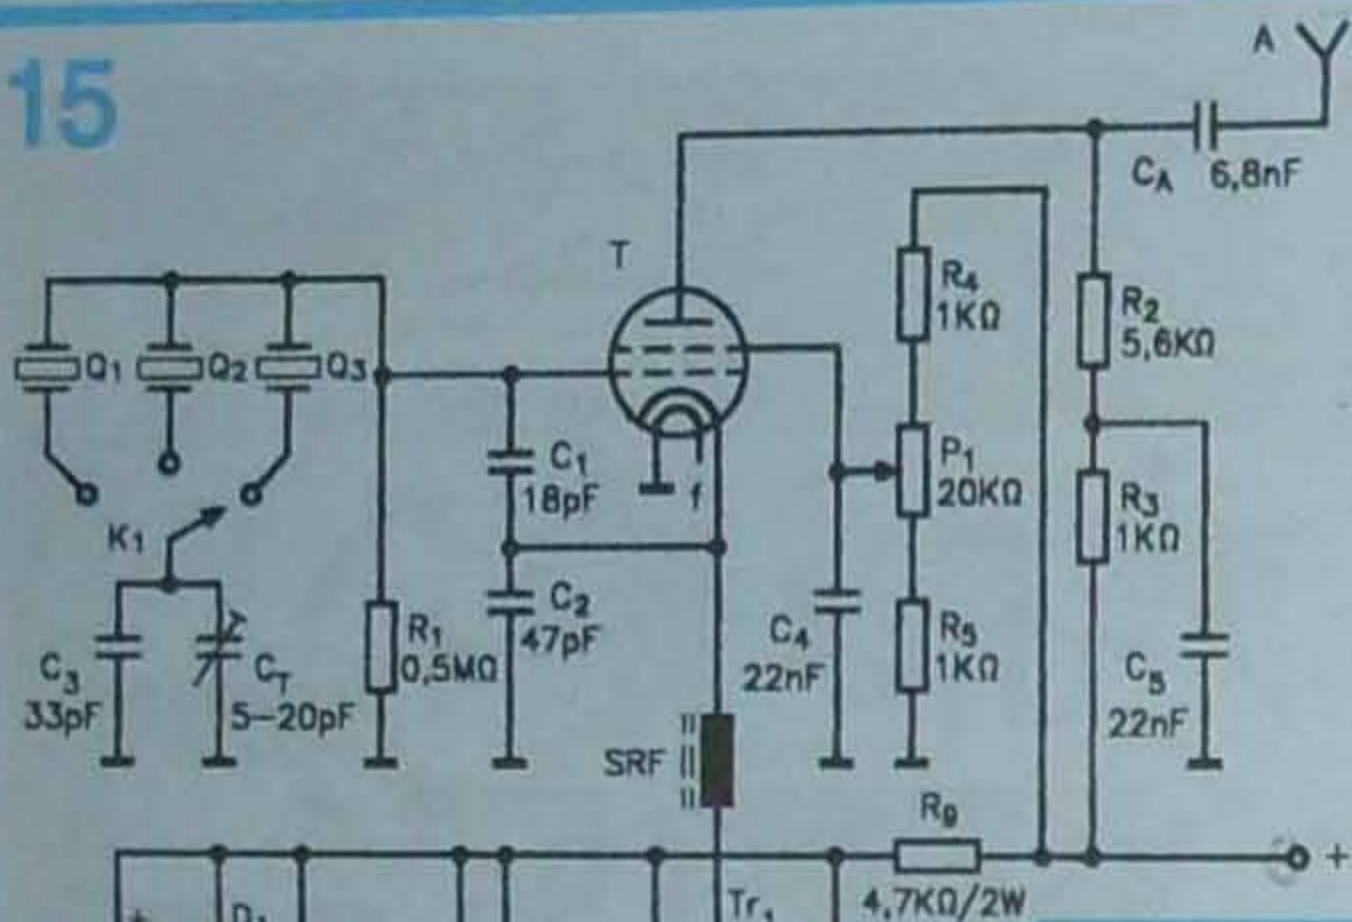 15
A
CA 6,8nF
T
R4
1KΩ
R2
5,6KΩ
Q1
Q2
Q3
C1
18pF
f
P1
20KΩ
R3
1KΩ
K1
C2
47pF
R1
0,5MΩ
C4
22nF
R5
1KΩ
C3
33pF
CT
5-20pF
C5
22nF
SRF
R9
4,7KΩ/2W
+
+
D1
Tr1